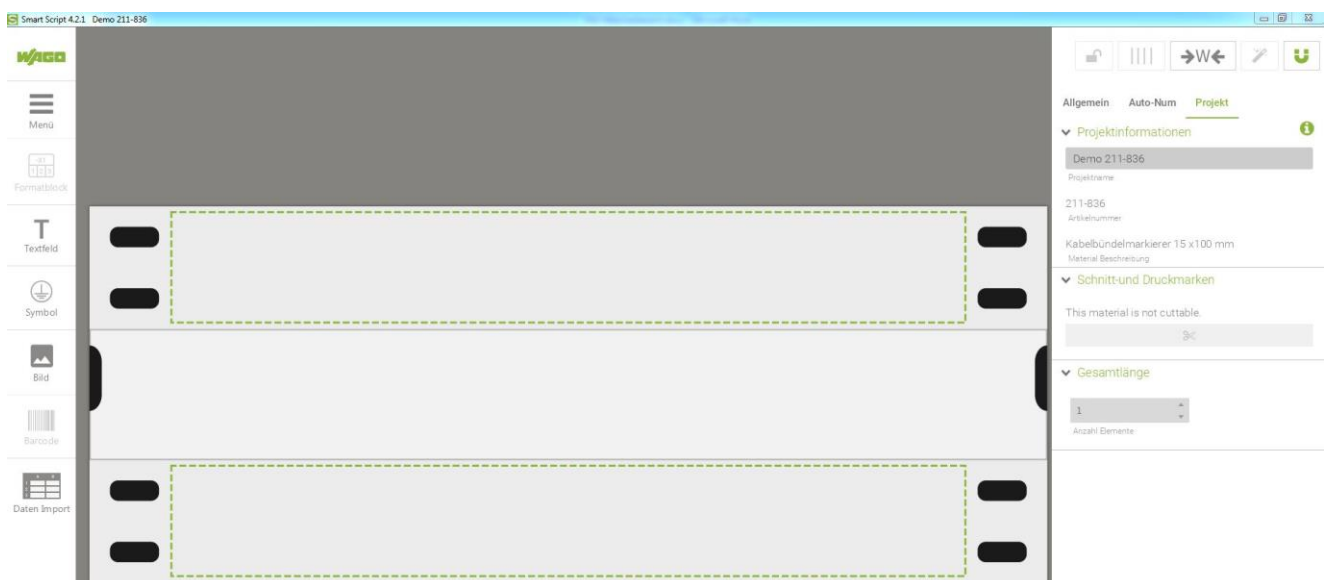 Smart Script 4.2.1 Demo 211-836
WAGO
Menü
Formatblock
T
Textfeld
Symbol
Bild
Barcode
Daten Import
W
Allgemein Auto-Num Projekt
Projektinformationen
Demo 211-836
Projektname
211-836
Artikelnummer
Kabelbündelmarkierer 15 x100 mm
Material Beschreibung
Schnitt-und Druckmarken
This material is not cuttable.
Gesamtlänge
1
Anzahl Elemente